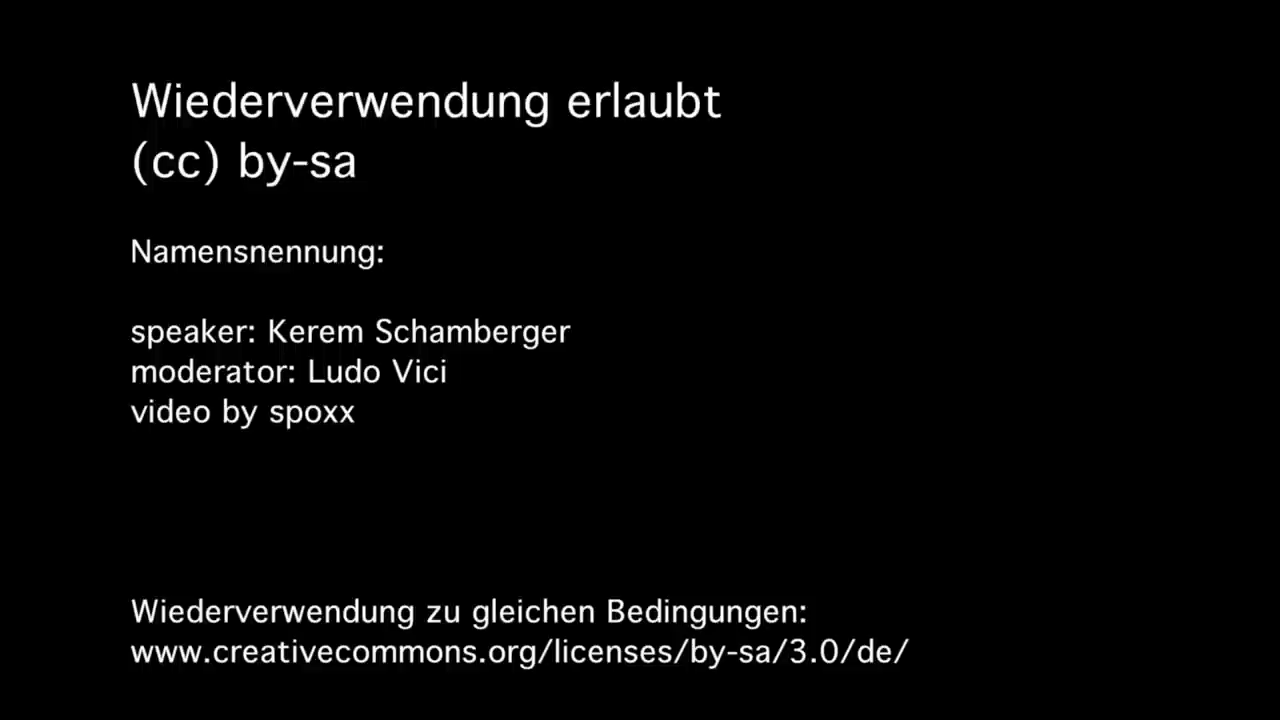 Wiederverwendung erlaubt
(cc) by-sa
Namensnennung:
speaker: Kerem Schamberger
moderator: Ludo Vici
video by spoxx
Wiederverwendung zu gleichen Bedingungen:
www.creativecommons.org/licenses/by-sa/3.0/de/